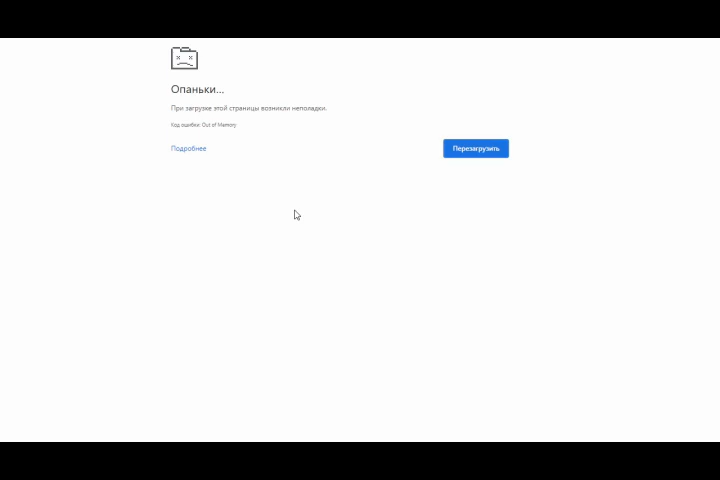 Опаньки...
При загрузке этой страницы возникли неполадки.
Код ошибки: Out of Memory
Подробнее
Перезагрузить